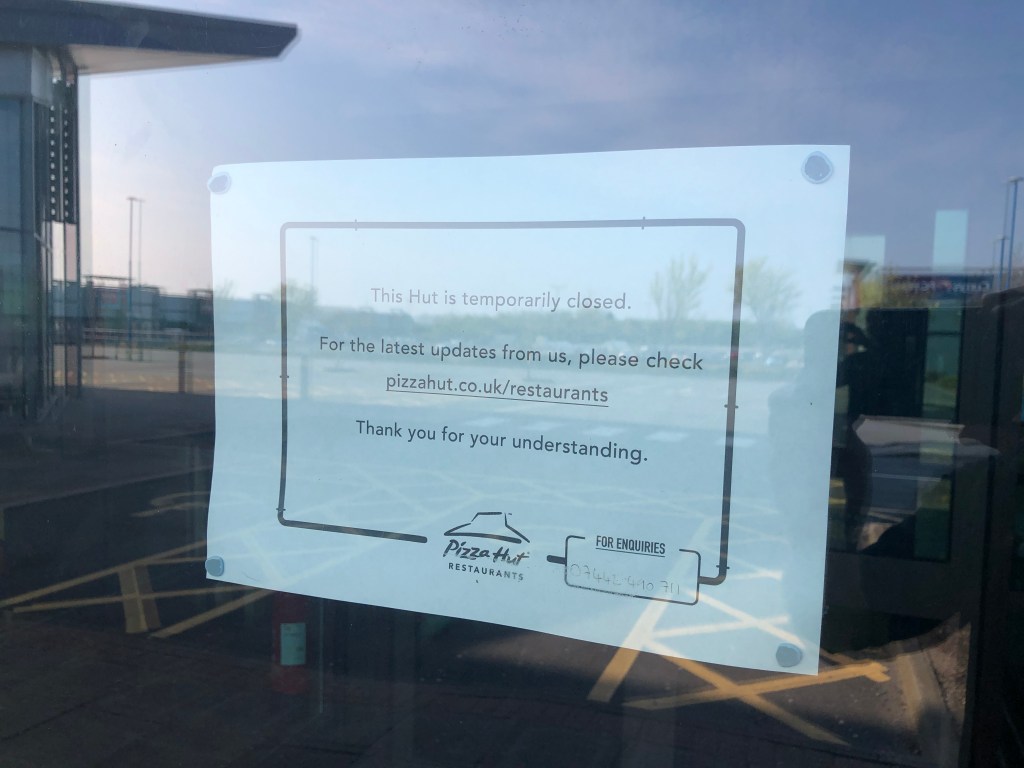 This Hut is temporarily closed.
For the latest updates from us, please check
pizzahut.co.uk/restaurants
Thank you for your understanding.
Pizza Hut
RESTAURANTS
FOR ENQUIRIES